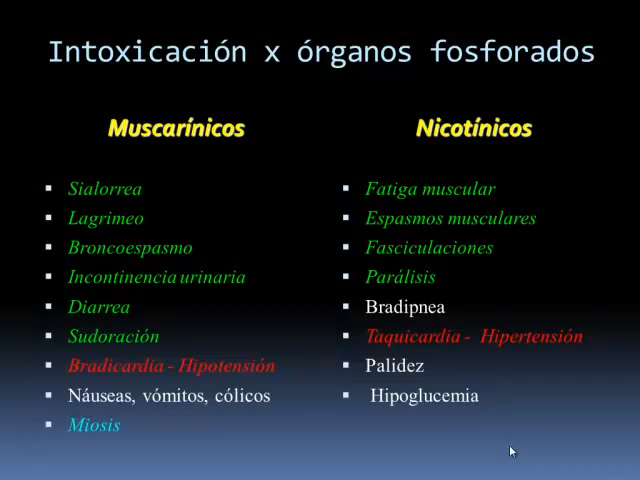 Intoxicación x órganos fosforados
Muscarínicos
Sialorrea
Lagrimeo
Broncoespasmo
Incontinencia urinaria
Diarrea
Sudoración
Bradicardia - Hipotensión
Náuseas, vómitos, cólicos
Miosis
Nicotínicos
Fatiga muscular
Espasmos musculares
Fasciculaciones
Parálisis
Bradipnea
Taquicardia - Hipertensión
Palidez
Hipoglucemia